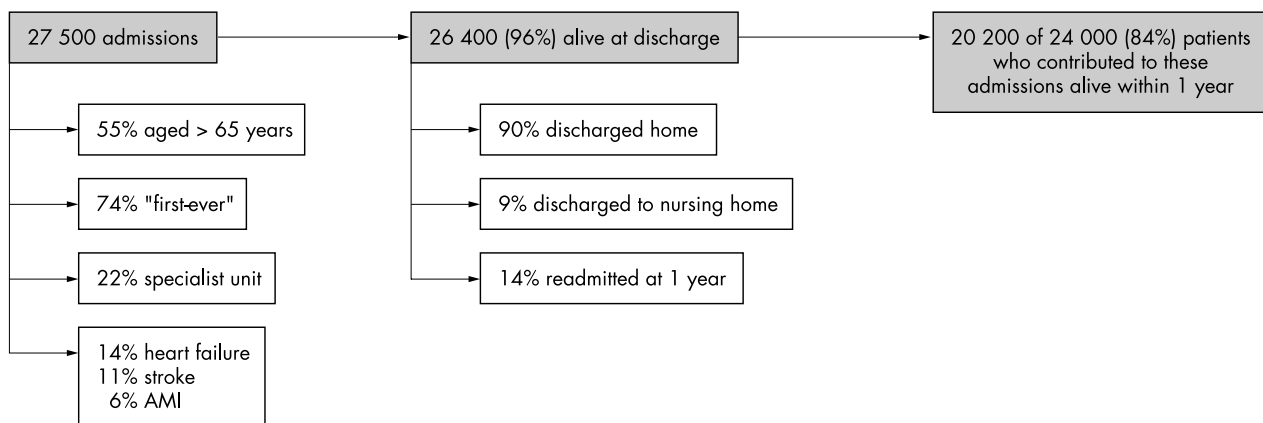 27 500 admissions
26 400 (96%) alive at discharge
20 200 of 24 000 (84%) patients
who contributed to these
admissions alive within 1 year
55% aged > 65 years
74% "first-ever"
22% specialist unit
14% heart failure
11% stroke
6% AMI
90% discharged home
9% discharged to nursing home
14% readmitted at 1 year